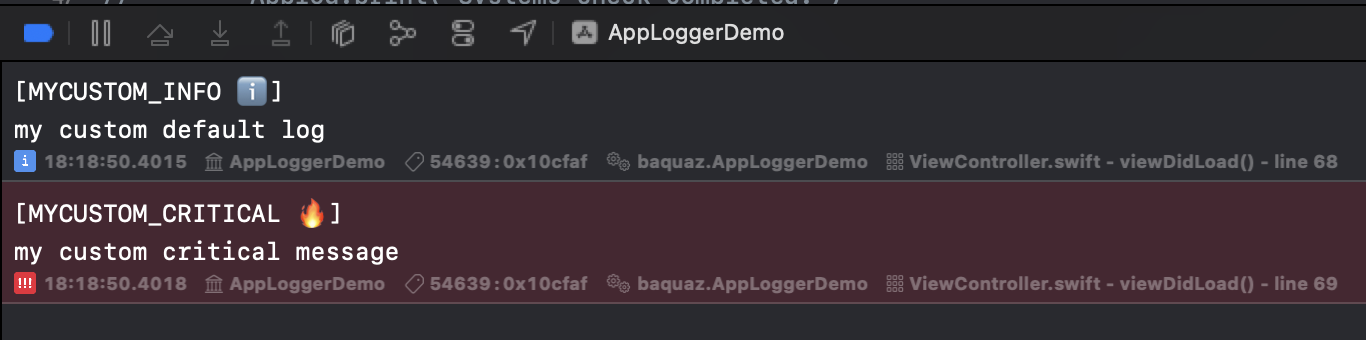 AppLoggerDemo
[MYCUSTOM_INFO ℹ️]
my custom default log
i 18:18:50.4015 AppLoggerDemo 54639:0x10cfaf baquaz.AppLoggerDemo ViewController.swift - viewDidLoad() - line 68
[MYCUSTOM_CRITICAL 🔥]
my custom critical message
!!! 18:18:50.4018 AppLoggerDemo 54639:0x10cfaf baquaz.AppLoggerDemo ViewController.swift - viewDidLoad() - line 69